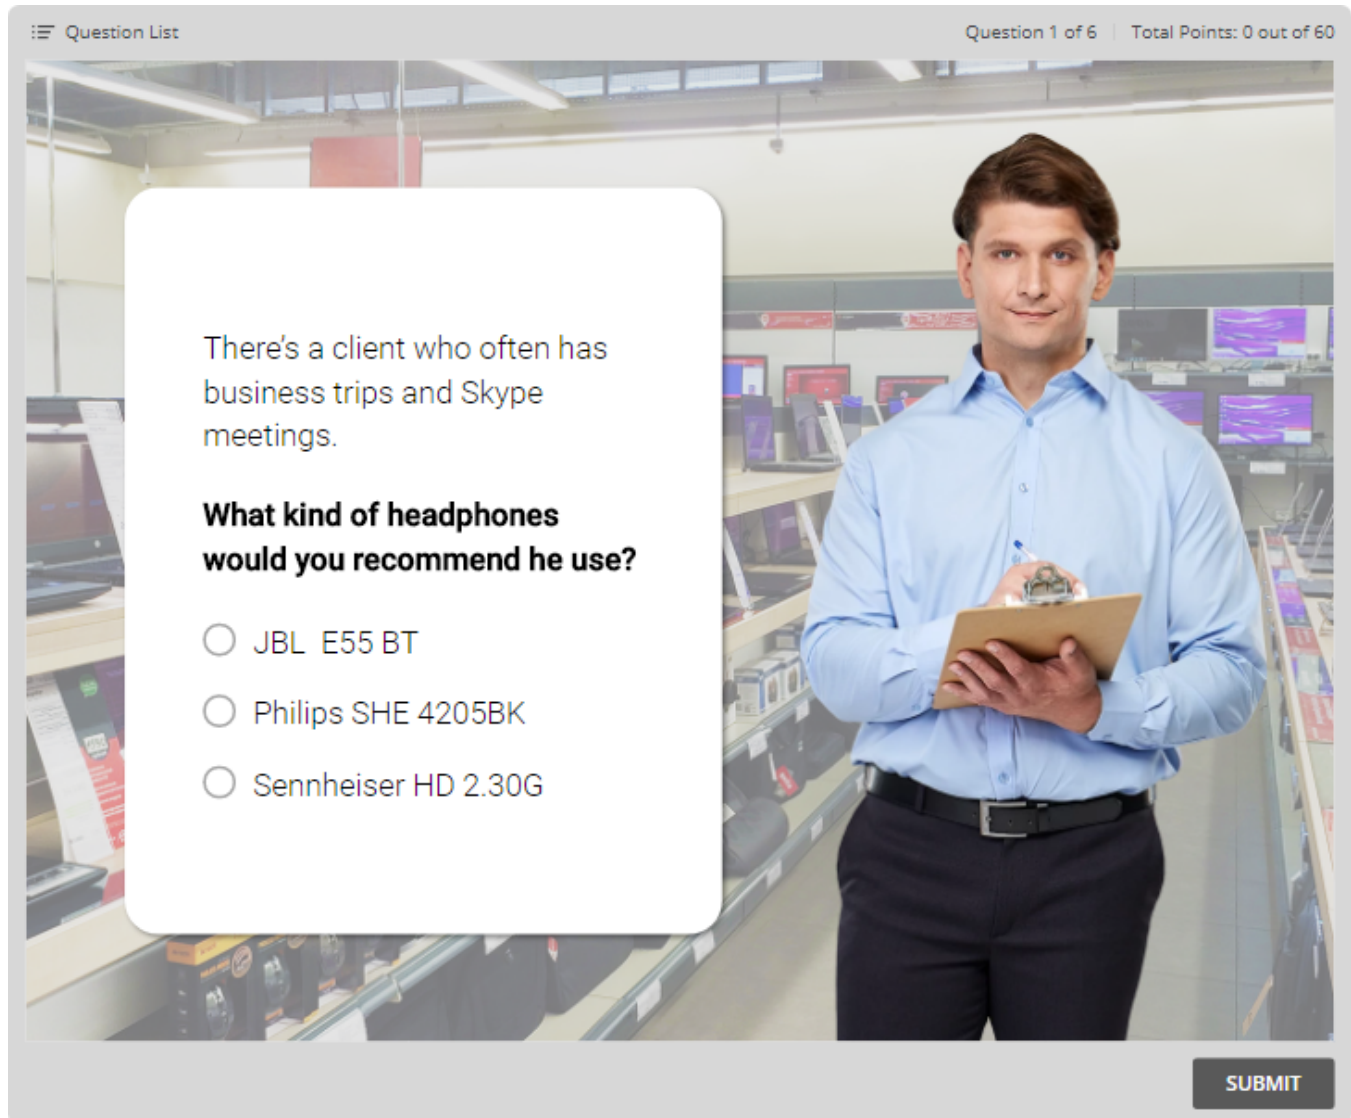 Question List
Question 1 of 6
Total Points: 0 out of 60
There's a client who often has
business trips and Skype
meetings.
What kind of headphones
would you recommend he use?
JBL E55 BT
Philips SHE 4205BK
Sennheiser HD 2.30G
SUBMIT